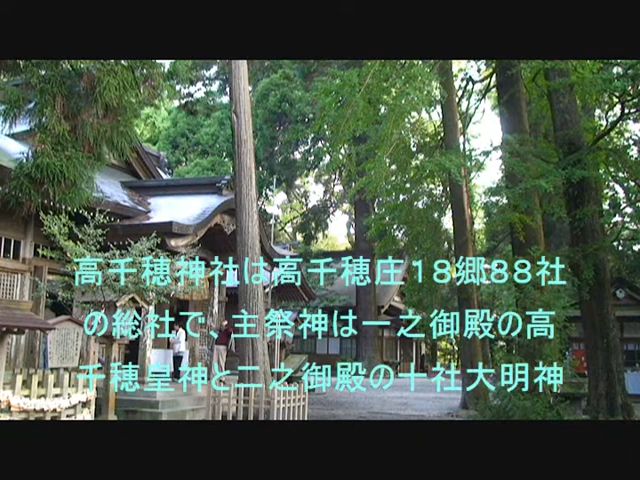 高千穂神社は高千穂庄１８郷８８社
の総社で、主祭神は一之御殿の高
千穂皇神と二之御殿の十社大明神